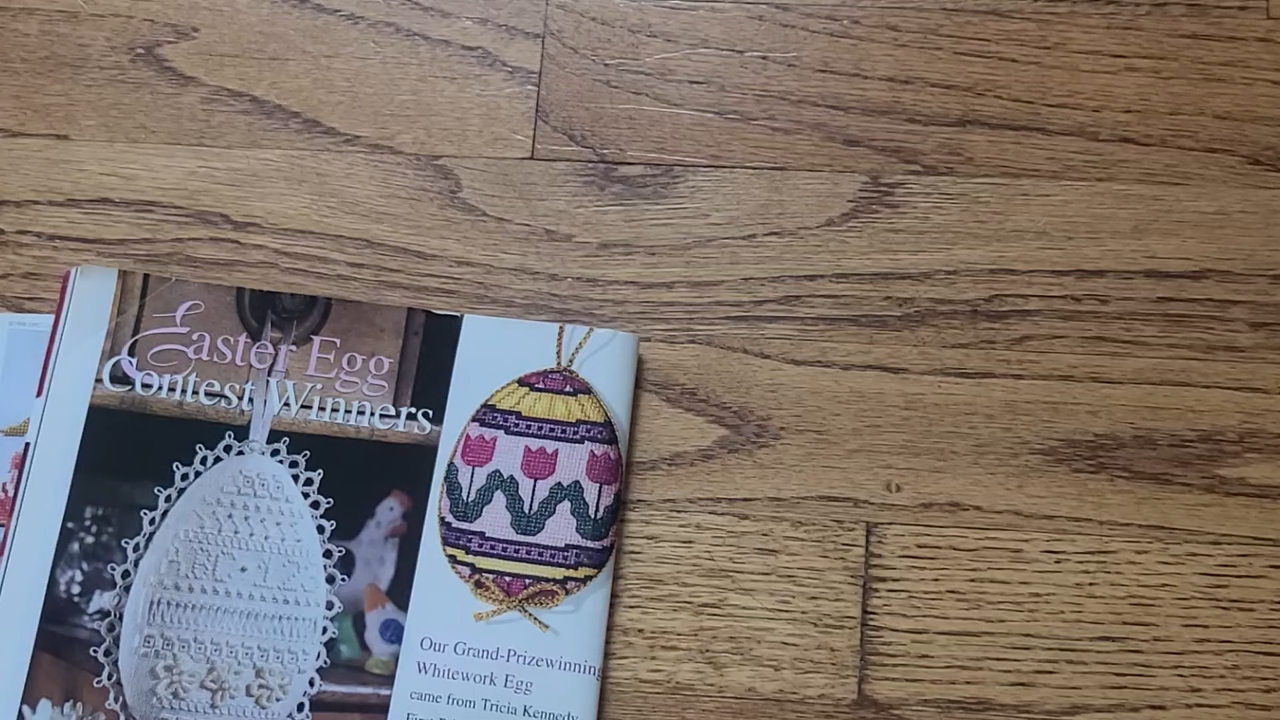 Easter Egg
Contest Winners
Our Grand-Prizewinning
Whitework Egg
came from Tricia Kennedy